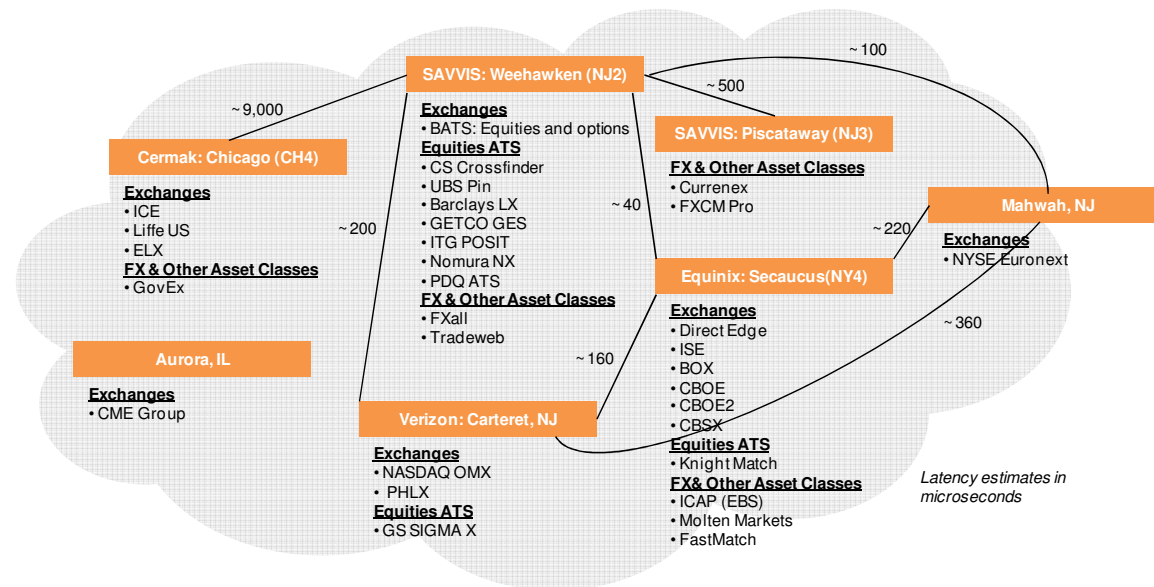 SAVVIS: Weehawken (NJ2)
Exchanges
• BATS: Equities and options
Equities ATS
• CS Crossfinder
• UBS Pin
• Barclays LX
• GETCO GES
• ITG POSIT
• Nomura NX
• PDQ ATS
FX & Other Asset Classes
• FXall
• Tradeweb
~ 100
~ 500
~ 9,000
SAVVIS: Piscataway (NJ3)
FX & Other Asset Classes
• Currenex
• FXCM Pro
Cermak: Chicago (CH4)
Exchanges
• ICE
• Liffe US
• ELX
FX & Other Asset Classes
• GovEx
~ 200
~ 40
~ 220
Mahwah, NJ
Exchanges
• NYSE Euronext
Equinix: Secaucus(NY4)
Exchanges
• Direct Edge
• ISE
• BOX
• CBOE
• CBOE2
• CBSX
Equities ATS
• Knight Match
FX& Other Asset Classes
• ICAP (EBS)
• Molten Markets
• FastMatch
~ 360
~ 160
Aurora, IL
Exchanges
• CME Group
Verizon: Carteret, NJ
Exchanges
• NASDAQ OMX
• PHLX
Equities ATS
• GS SIGMA X
Latency estimates in
microseconds